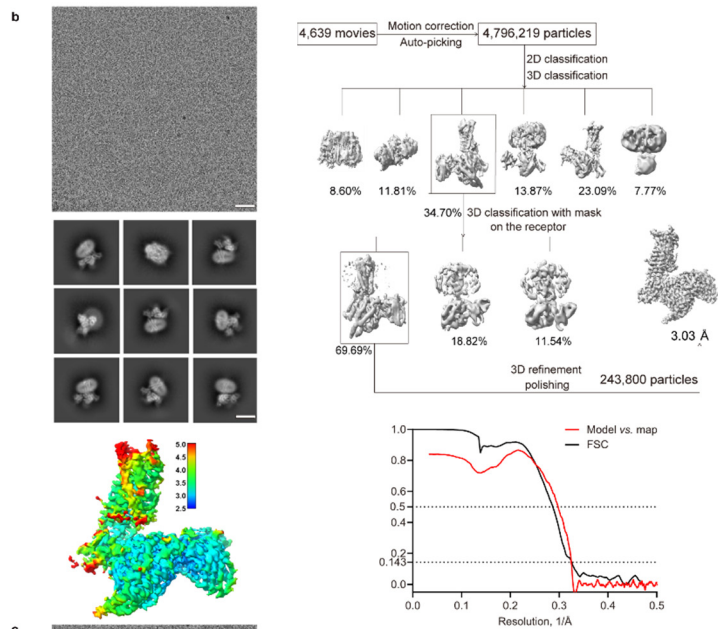 b
4,639 movies
Motion correction
Auto-picking
4,796,219 particles
2D classification
3D classification
8.60%
11.81%
13.87%
23.09%
7.77%
34.70%
3D classification with mask
on the receptor
69.69%
18.82%
11.54%
3.03 Å
3D refinement
polishing
243,800 particles
5.0
4.5
4.0
3.5
3.0
2.5
Model vs. map
FSC
1.0
0.8
0.6
0.5
0.4
0.2
0.143
0.0
0.0 0.1 0.2 0.3 0.4 0.5
Resolution, 1/Å